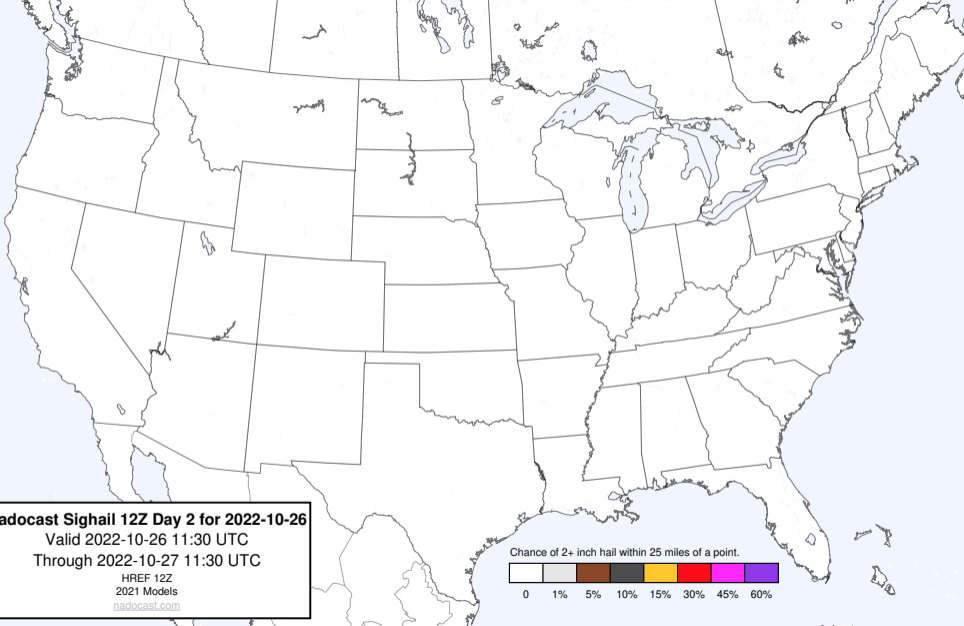 adocast Sighail 12Z Day 2 for 2022-10-26
Valid 2022-10-26 11:30 UTC
Through 2022-10-27 11:30 UTC
HREF 12Z
2021 Models
nadocast.com
Chance of 2+ inch hail within 25 miles of a point.
0 1% 5% 10% 15% 30% 45% 60%